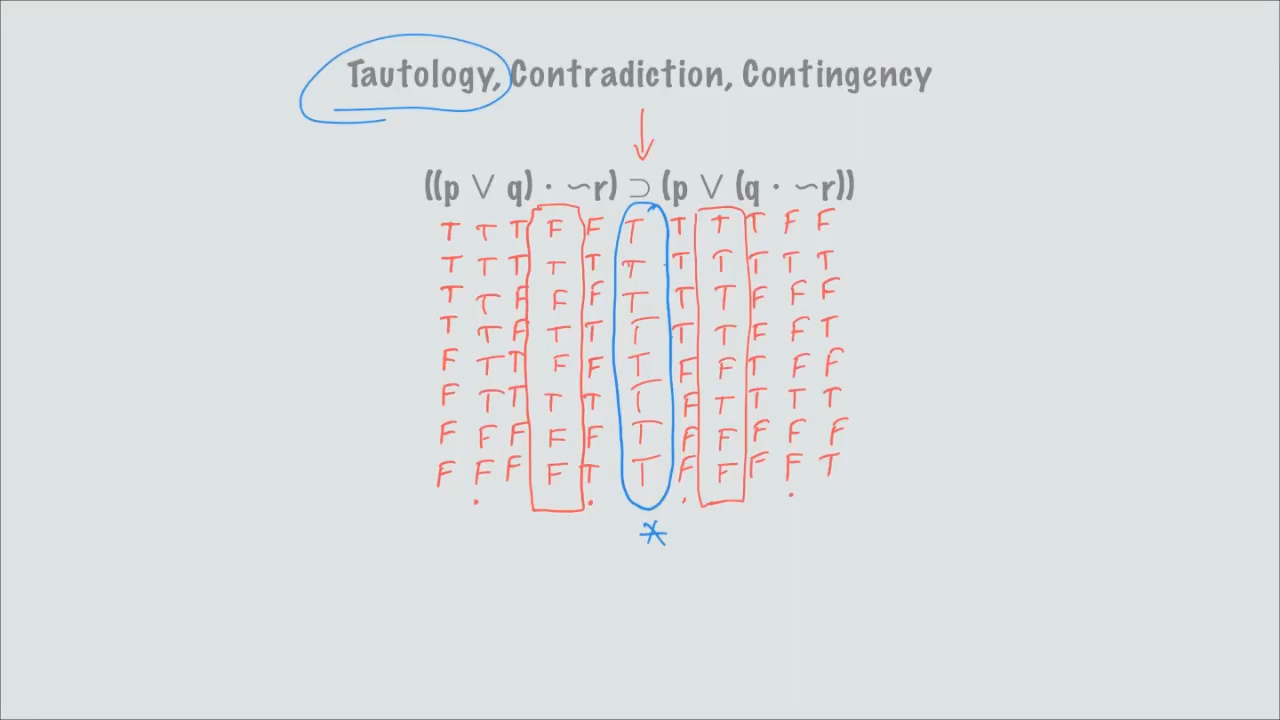 Tautology, Contradiction, Contingency
((p ∨ q) · ∽r) ⊃ (p ∨ (q · ∽r))
T T T F F T T T T F F
T T T T T T T T T T T
T T F F F T T T F F F
T T F T T T T T F F T
F T T F F T F F T F F
F T T T T T F T T T T
F F F F F T F F F F F
F F F F T T F F F F T
*